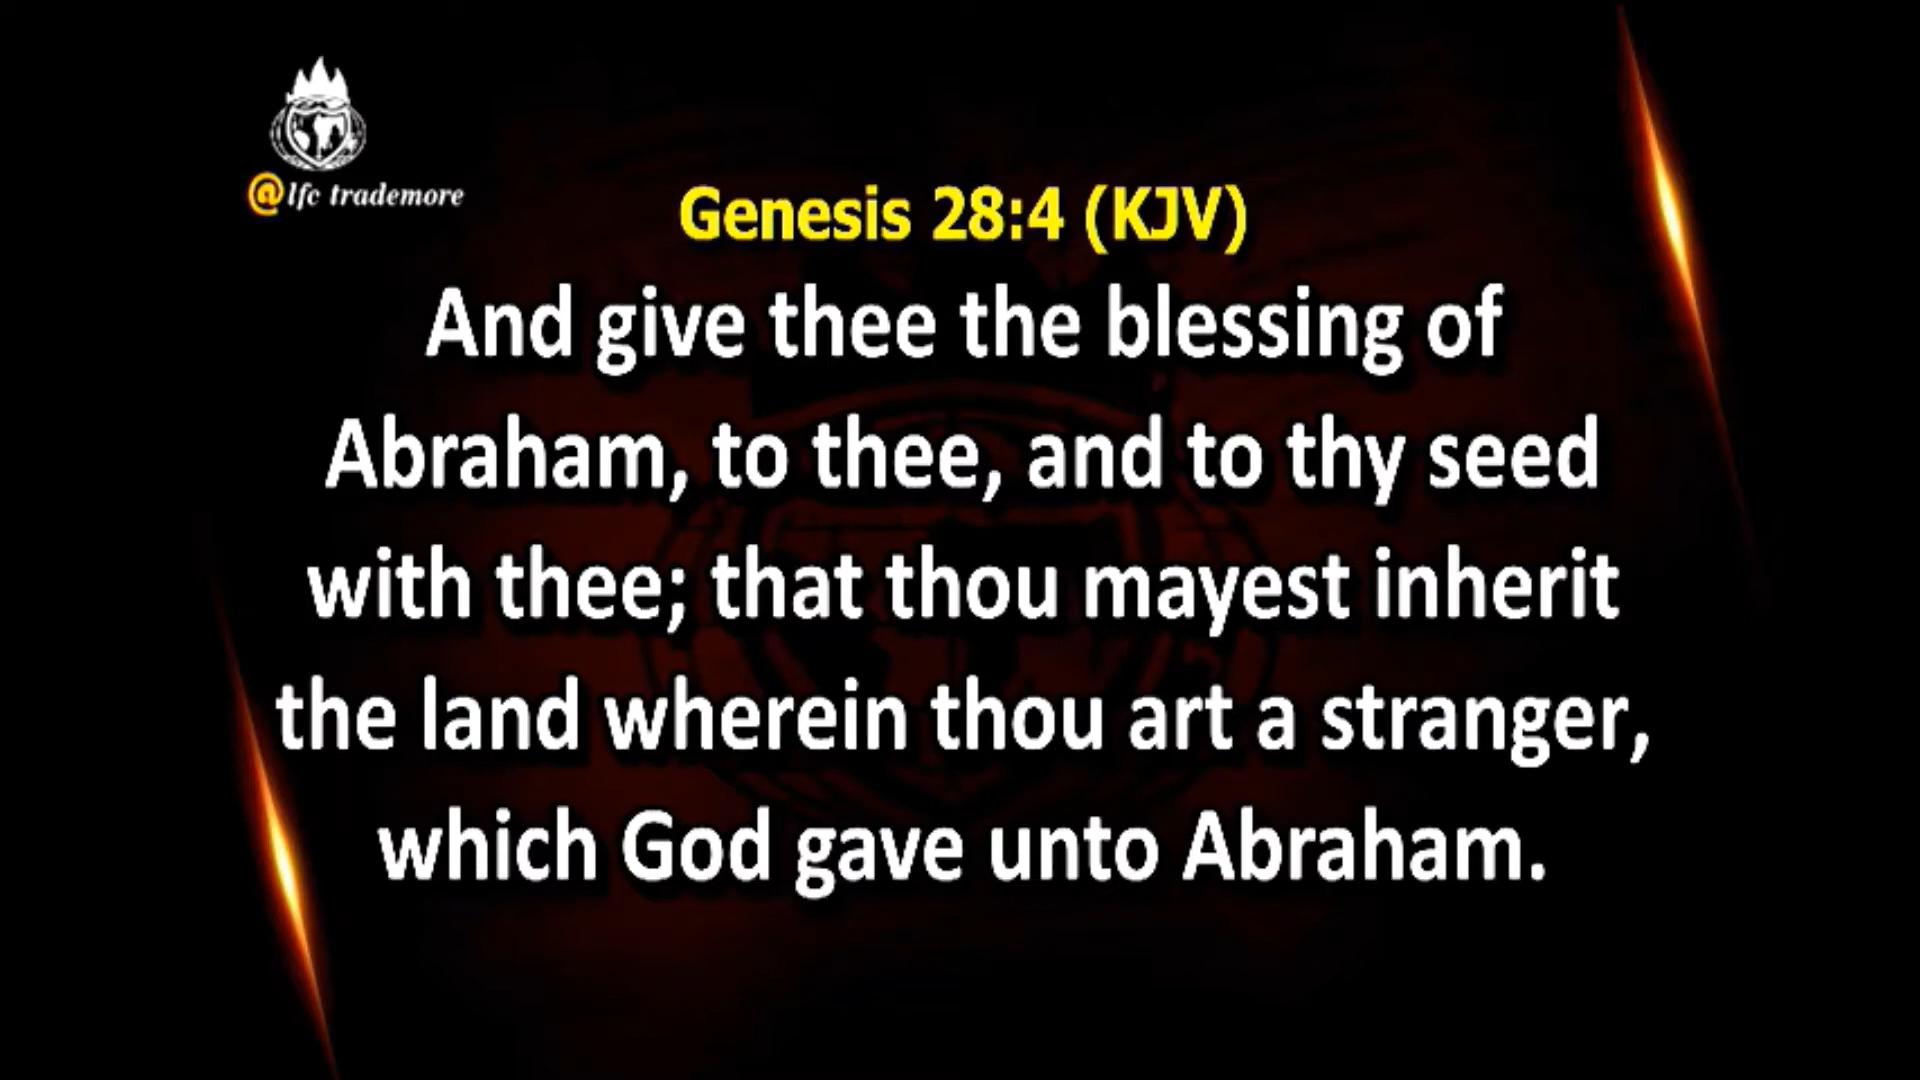 @lfc trademore
Genesis 28:4 (KJV)
And give thee the blessing of
Abraham, to thee, and to thy seed
with thee; that thou mayest inherit
the land wherein thou art a stranger,
which God gave unto Abraham.